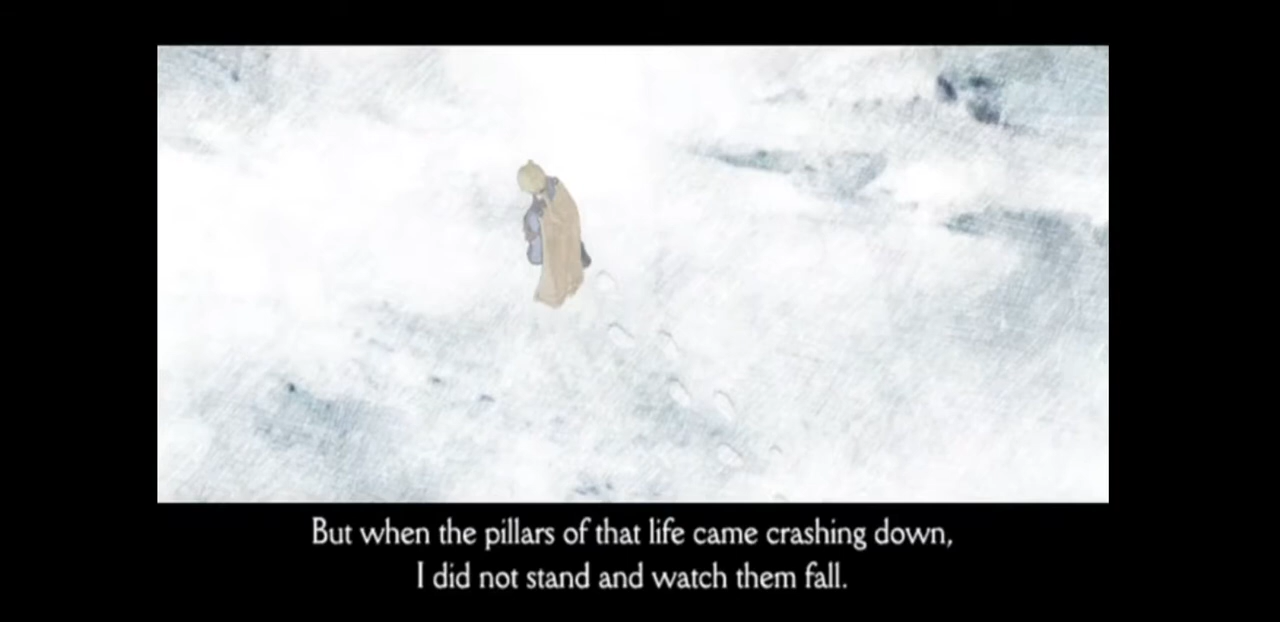 But when the pillars of that life came crashing down,
I did not stand and watch them fall.